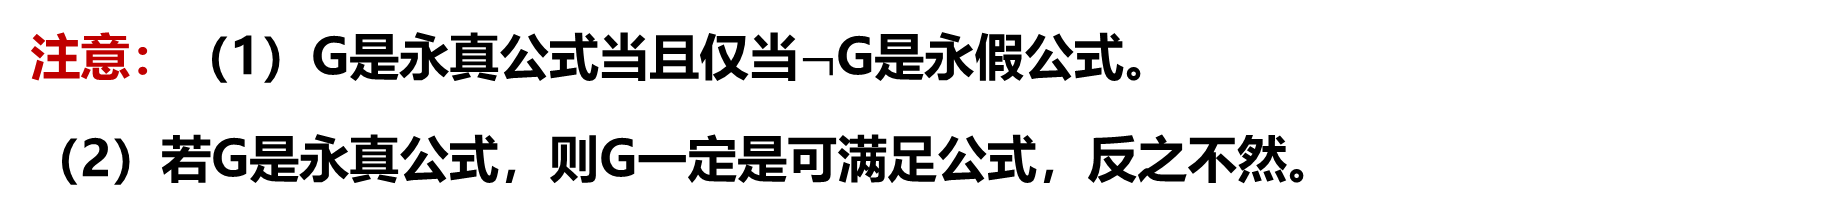 注意：（1）G是永真公式当且仅当¬G是永假公式。
（2）若G是永真公式，则G一定是可满足公式，反之不然。